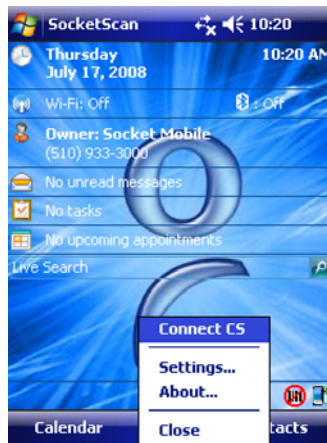 SocketScan 10:20
Thursday 10:20 AM
July 17, 2008
Wi-Fi: Off : Off
Owner: Socket Mobile
(510) 933-3000
No unread messages
No tasks
No upcoming appointments
Live Search
Connect CS
Settings...
About...
Close
Calendar tacts